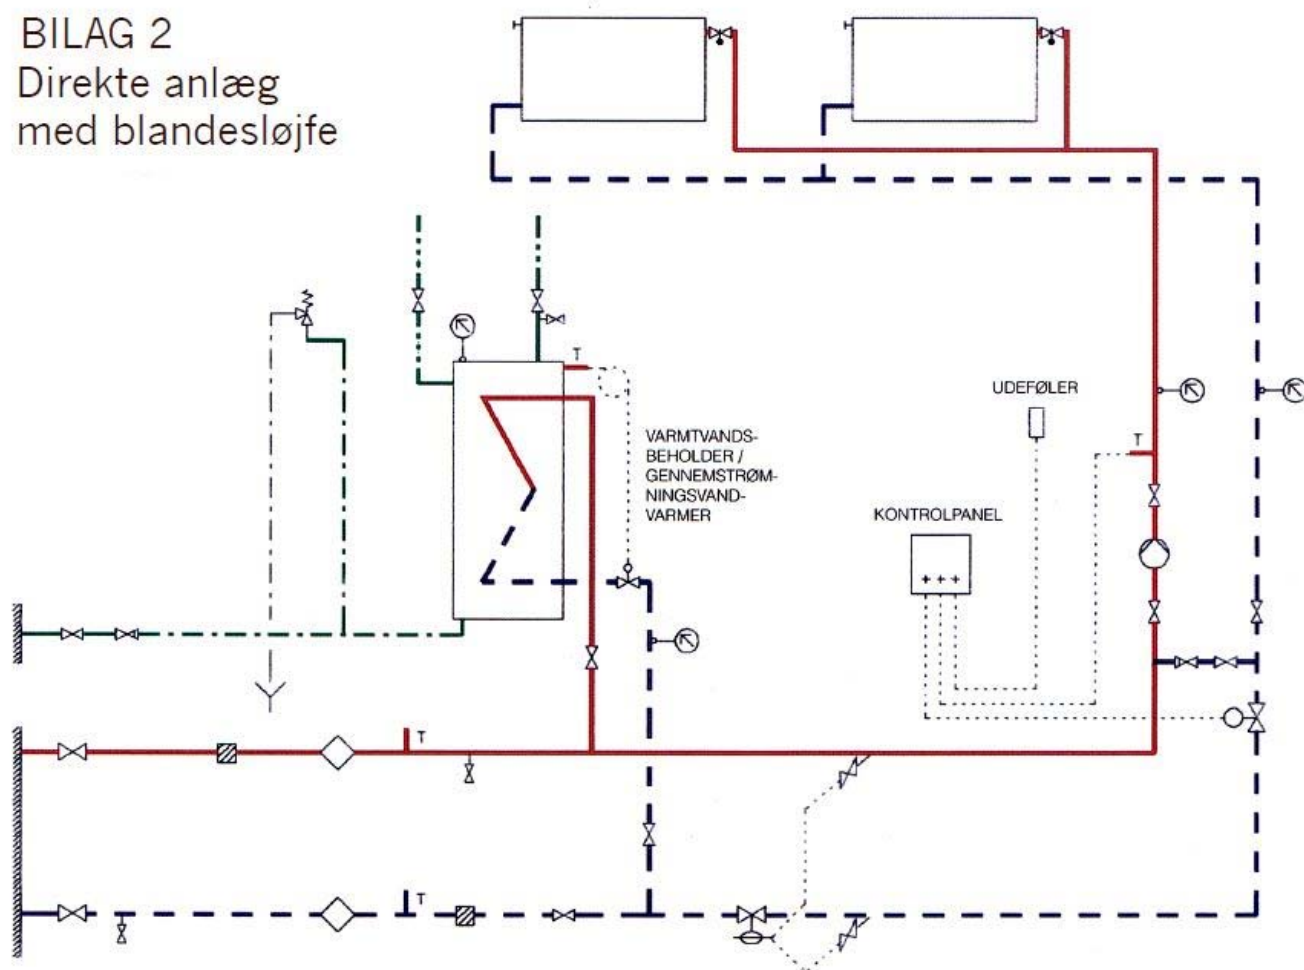 BILAG 2
Direkte anlæg
med blandesløjfe
T
VARMTVANDS-
BEHOLDER /
GENNEMSTRØM-
NINGSVAND-
VARMER
UDEFØLER
T
KONTROLPANEL
T
T